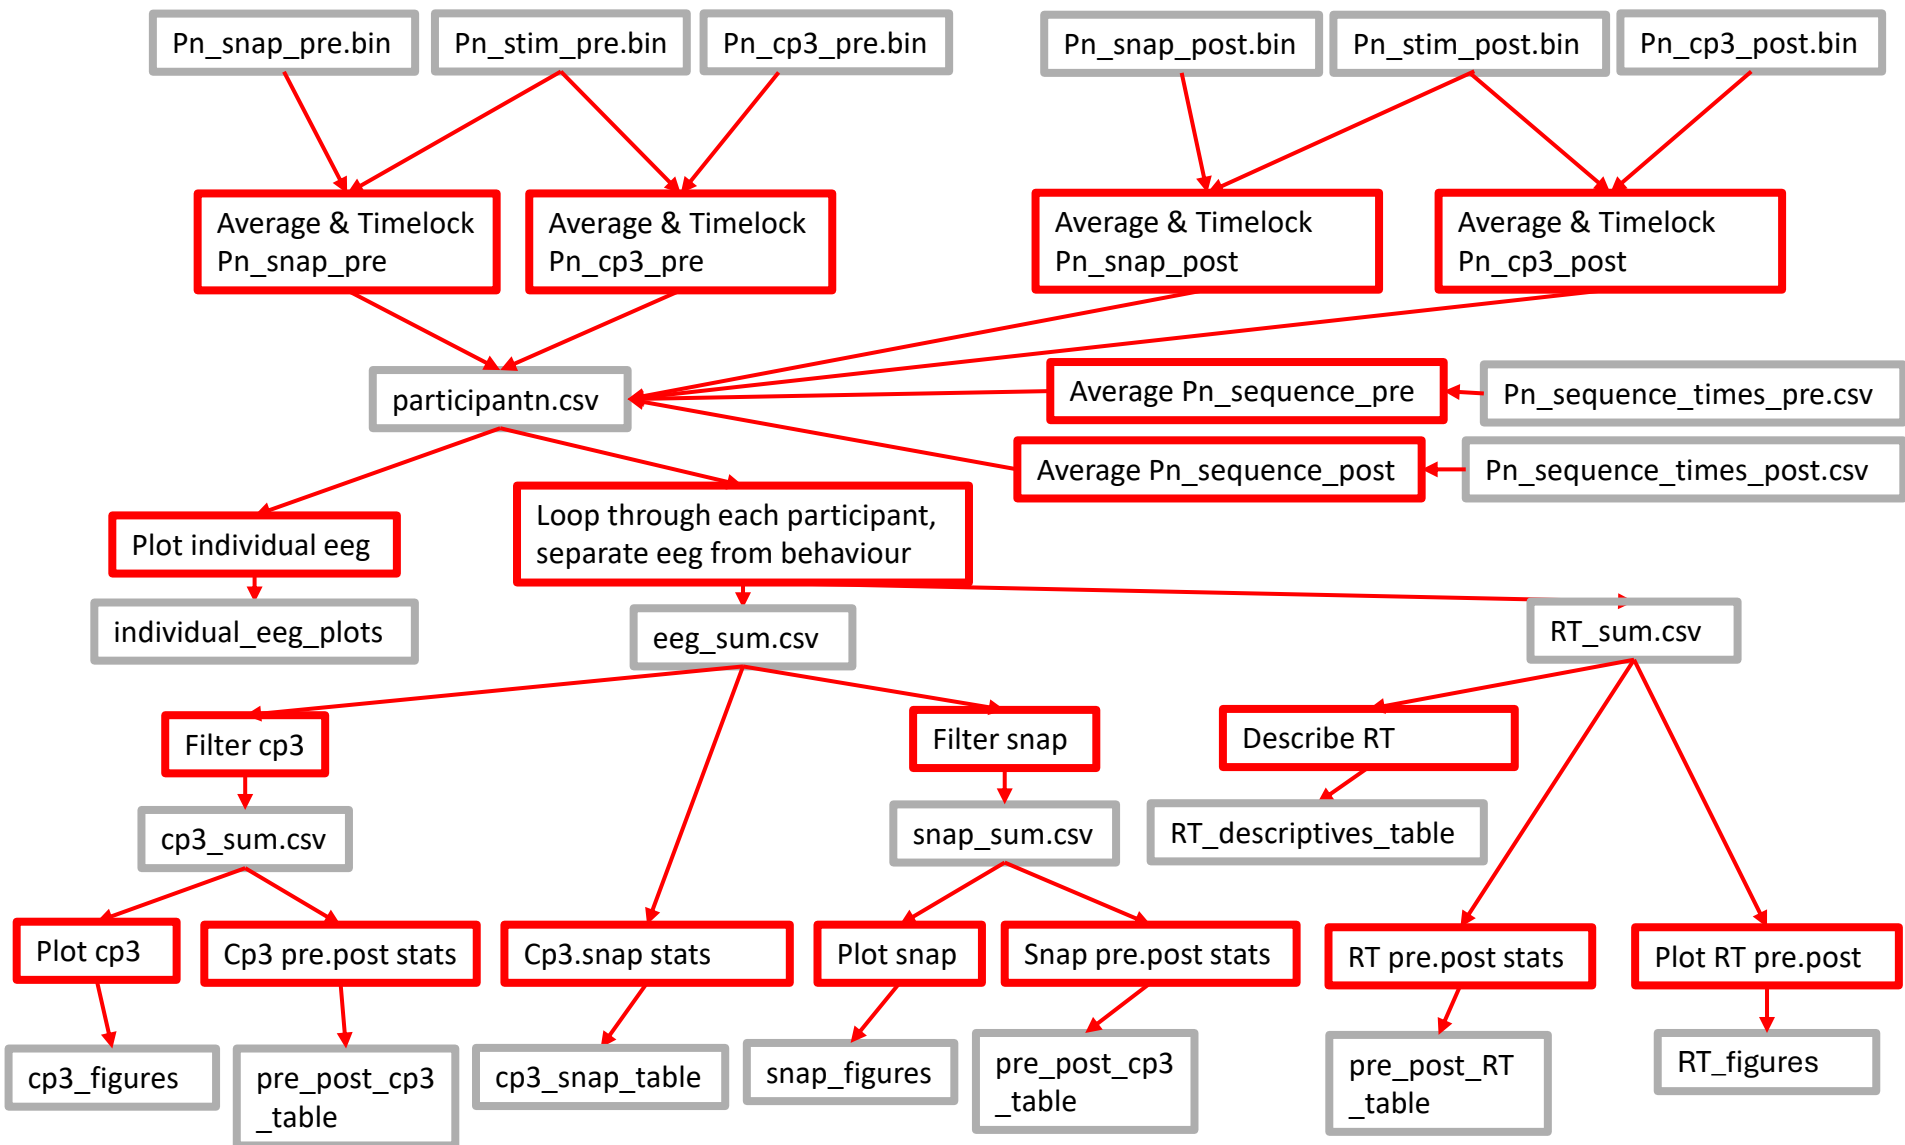 Pn_snap_pre.bin
Pn_stim_pre.bin
Pn_cp3_pre.bin
Pn_snap_post.bin
Pn_stim_post.bin
Pn_cp3_post.bin
Average & Timelock
Pn_snap_pre
Average & Timelock
Pn_cp3_pre
Average & Timelock
Pn_snap_post
Average & Timelock
Pn_cp3_post
participantn.csv
Average Pn_sequence_pre
Pn_sequence_times_pre.csv
Average Pn_sequence_post
Pn_sequence_times_post.csv
Plot individual eeg
Loop through each participant,
separate eeg from behaviour
individual_eeg_plots
eeg_sum.csv
RT_sum.csv
Filter cp3
Filter snap
Describe RT
cp3_sum.csv
snap_sum.csv
RT_descriptives_table
Plot cp3
Cp3 pre.post stats
Cp3.snap stats
Plot snap
Snap pre.post stats
RT pre.post stats
Plot RT pre.post
cp3_figures
pre_post_cp3
_table
cp3_snap_table
snap_figures
pre_post_cp3
_table
pre_post_RT
_table
RT_figures